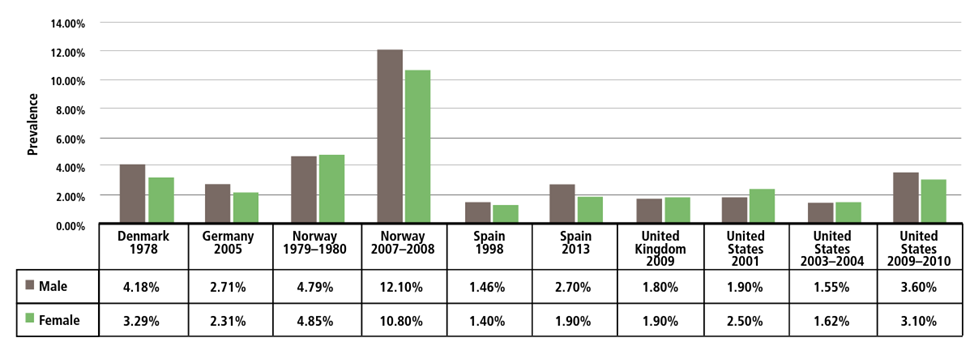 14.00%
12.00%
10.00%
8.00%
6.00%
4.00%
2.00%
0.00%
Prevalence
Denmark 1978
Germany 2005
Norway 1979–1980
Norway 2007–2008
Spain 1998
Spain 2013
United Kingdom 2009
United States 2001
United States 2003–2004
United States 2009–2010
Male 4.18% 2.71% 4.79% 12.10% 1.46% 2.70% 1.80% 1.90% 1.55% 3.60%
Female 3.29% 2.31% 4.85% 10.80% 1.40% 1.90% 1.90% 2.50% 1.62% 3.10%